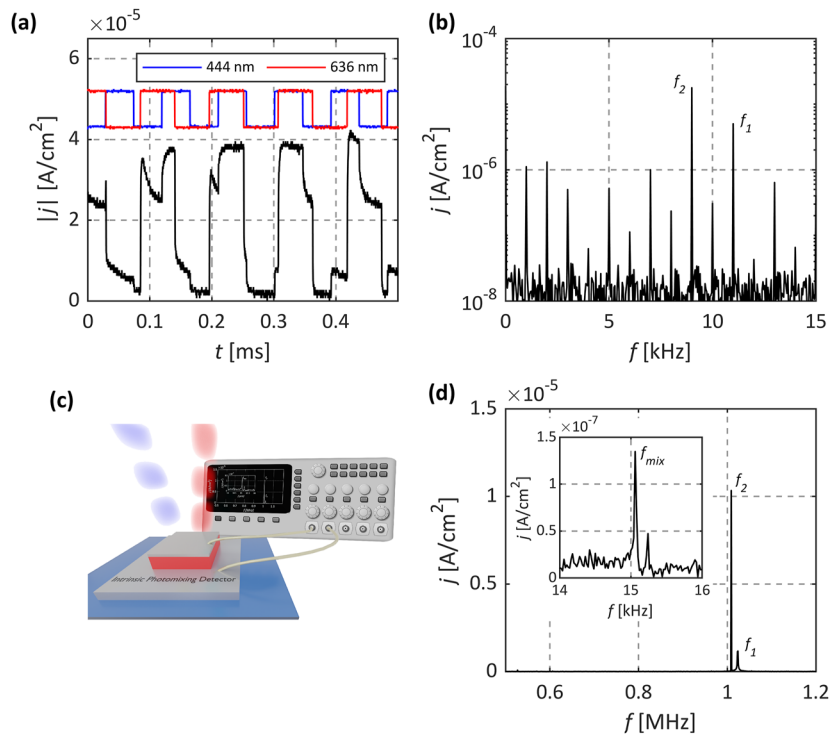 (a)
×10⁻⁵
6
4
2
0
|j| [A/cm²]
444 nm
636 nm
0
0.1
0.2
0.3
0.4
t [ms]
(b)
10⁻⁴
10⁻⁶
10⁻⁸
j [A/cm²]
f₂
f₁
0
5
10
15
f [kHz]
(c)
Intrinsic Photomixing Detector
(d)
×10⁻⁵
1.5
1
0.5
0
j [A/cm²]
×10⁻⁷
1.5
1
0.5
0
j [A/cm²]
f_mix
14
15
16
f [kHz]
f₂
f₁
0.6
0.8
1
1.2
f [MHz]